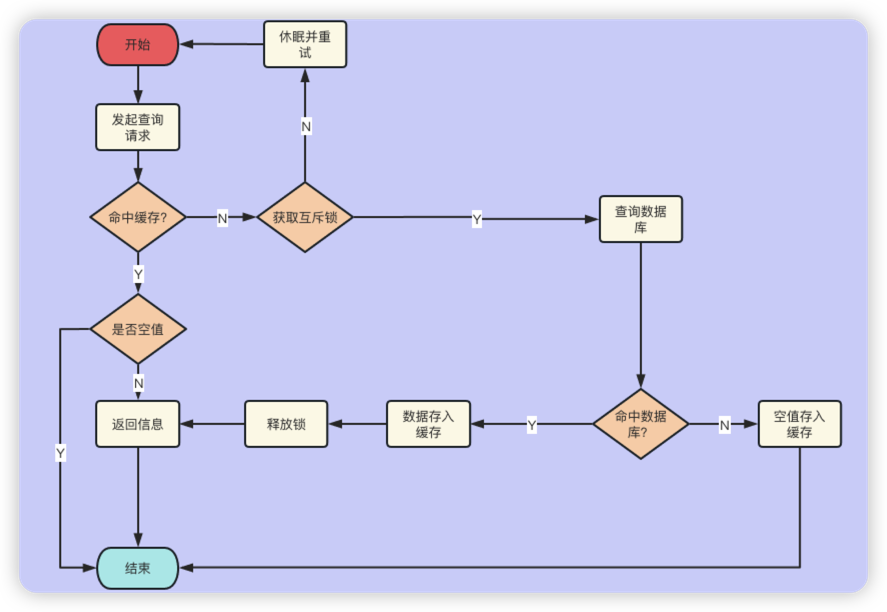 开始
休眠并重
试
发起查询
请求
N
命中缓存?
N
获取互斥锁
Y
查询数据
库
Y
是否空值
N
返回信息
释放锁
数据存入
缓存
Y
命中数据
库?
N
空值存入
缓存
Y
结束